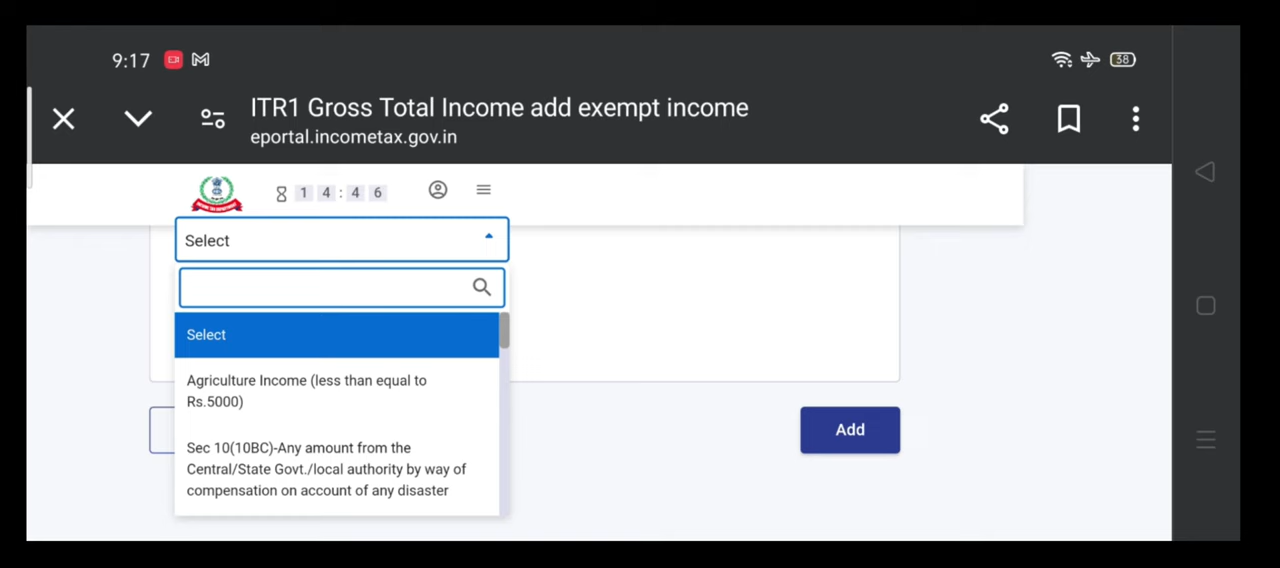 9:17
38
ITR1 Gross Total Income add exempt income
eportal.incometax.gov.in
1 4 : 4 6
Select
Select
Agriculture Income (less than equal to
Rs.5000)
Sec 10(10BC)-Any amount from the
Central/State Govt./local authority by way of
compensation on account of any disaster
Add